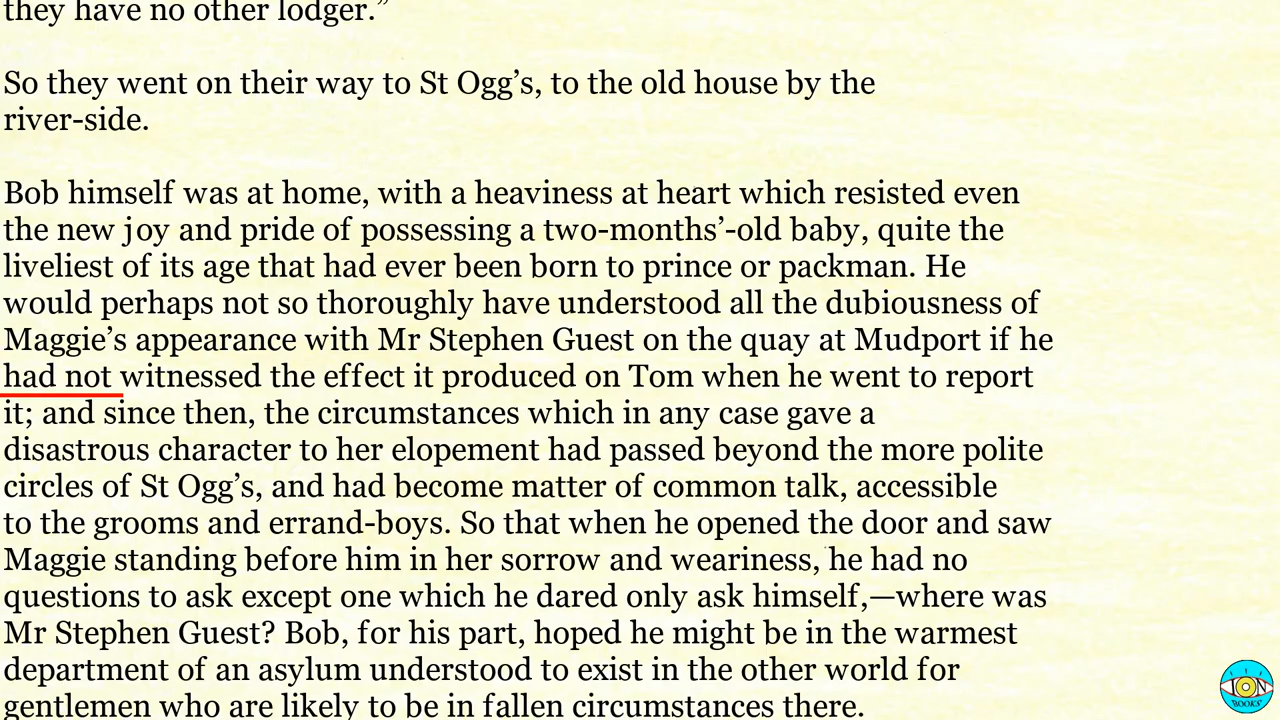 they have no other lodger.”
So they went on their way to St Ogg’s, to the old house by the
river-side.
Bob himself was at home, with a heaviness at heart which resisted even
the new joy and pride of possessing a two-months’-old baby, quite the
liveliest of its age that had ever been born to prince or packman. He
would perhaps not so thoroughly have understood all the dubiousness of
Maggie’s appearance with Mr Stephen Guest on the quay at Mudport if he
had not witnessed the effect it produced on Tom when he went to report
it; and since then, the circumstances which in any case gave a
disastrous character to her elopement had passed beyond the more polite
circles of St Ogg’s, and had become matter of common talk, accessible
to the grooms and errand-boys. So that when he opened the door and saw
Maggie standing before him in her sorrow and weariness, he had no
questions to ask except one which he dared only ask himself,—where was
Mr Stephen Guest? Bob, for his part, hoped he might be in the warmest
department of an asylum understood to exist in the other world for
gentlemen who are likely to be in fallen circumstances there.
ION
BOOKS